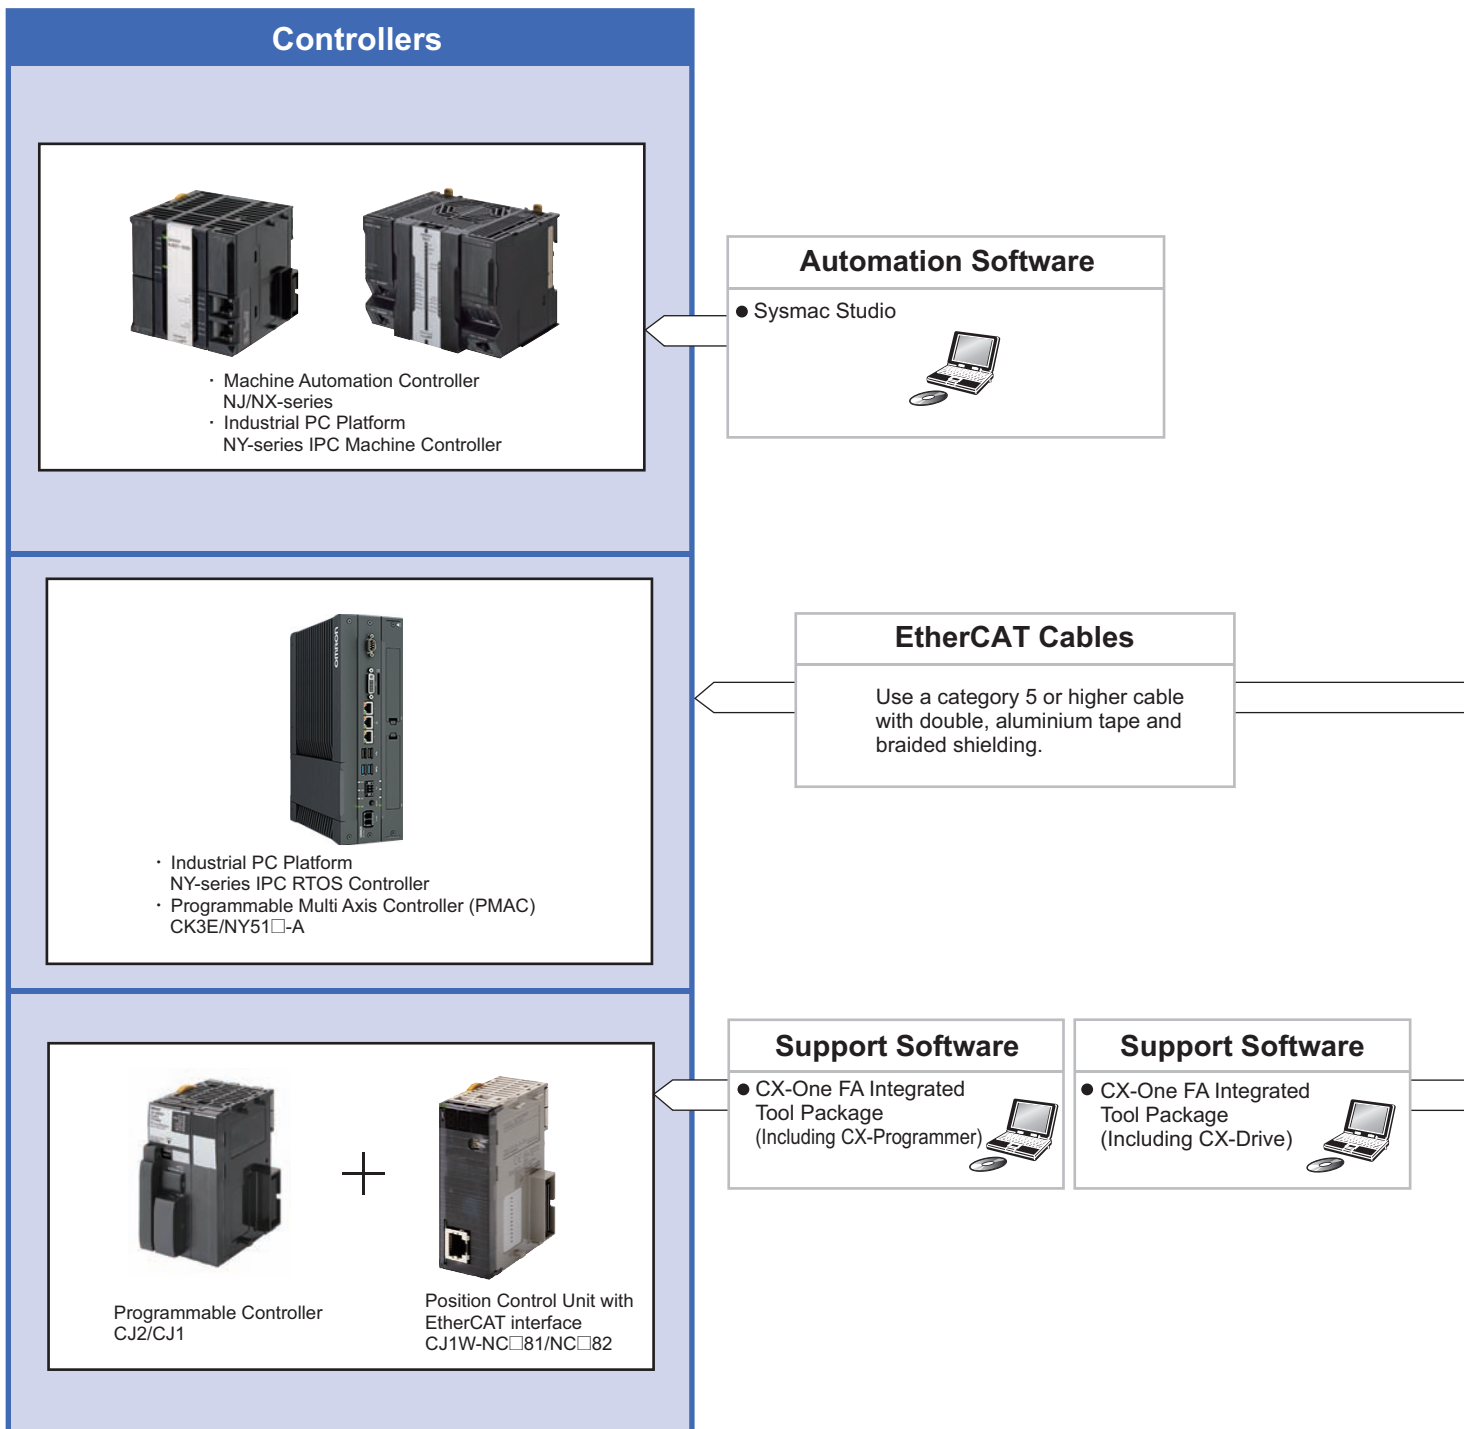 Controllers
· Machine Automation Controller
NJ/NX-series
· Industrial PC Platform
NY-series IPC Machine Controller
Automation Software
● Sysmac Studio
omron
· Industrial PC Platform
NY-series IPC RTOS Controller
· Programmable Multi Axis Controller (PMAC)
CK3E/NY51□-A
EtherCAT Cables
Use a category 5 or higher cable
with double, aluminium tape and
braided shielding.
Programmable Controller
CJ2/CJ1
+
Position Control Unit with
EtherCAT interface
CJ1W-NC□81/NC□82
Support Software
● CX-One FA Integrated
Tool Package
(Including CX-Programmer)
Support Software
● CX-One FA Integrated
Tool Package
(Including CX-Drive)